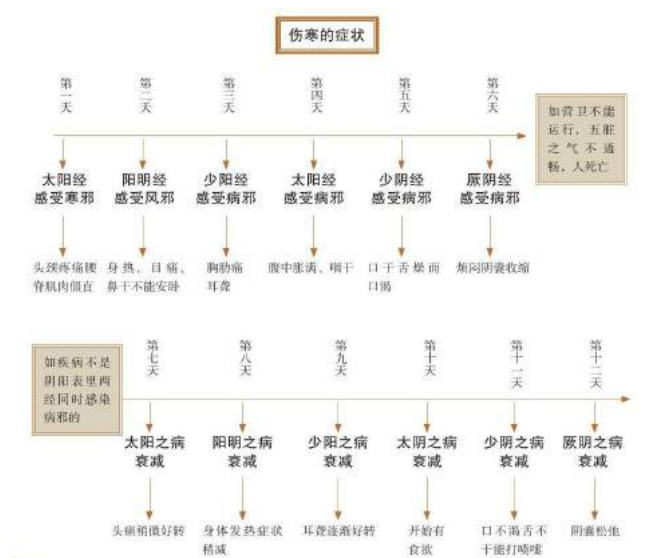 伤寒的症状
第一天
第二天
第三天
第四天
第五天
第六天
如营卫不能
运行，五脏
之气不通
畅，人死亡
太阳经
感受寒邪
阳明经
感受风邪
少阳经
感受病邪
太阳经
感受病邪
少阴经
感受病邪
厥阴经
感受病邪
头颈疼痛腰
脊肌肉僵直
身热、目痛、
鼻干不能安卧
胸胁痛
耳聋
腹中胀满、咽干
口干舌燥而
口渴
烦闷阴囊收缩
如疾病不是
阴阳表里两
经同时感染
病邪的
第七天
第八天
第九天
第十天
第十一天
第十二天
太阳之病
衰减
阳明之病
衰减
少阳之病
衰减
太阴之病
衰减
少阴之病
衰减
厥阴之病
衰减
头痛稍微好转
身体发热症状
稍减
耳聋逐渐好转
开始有
食欲
口不渴舌不
干能打喷嚏
阴囊松弛